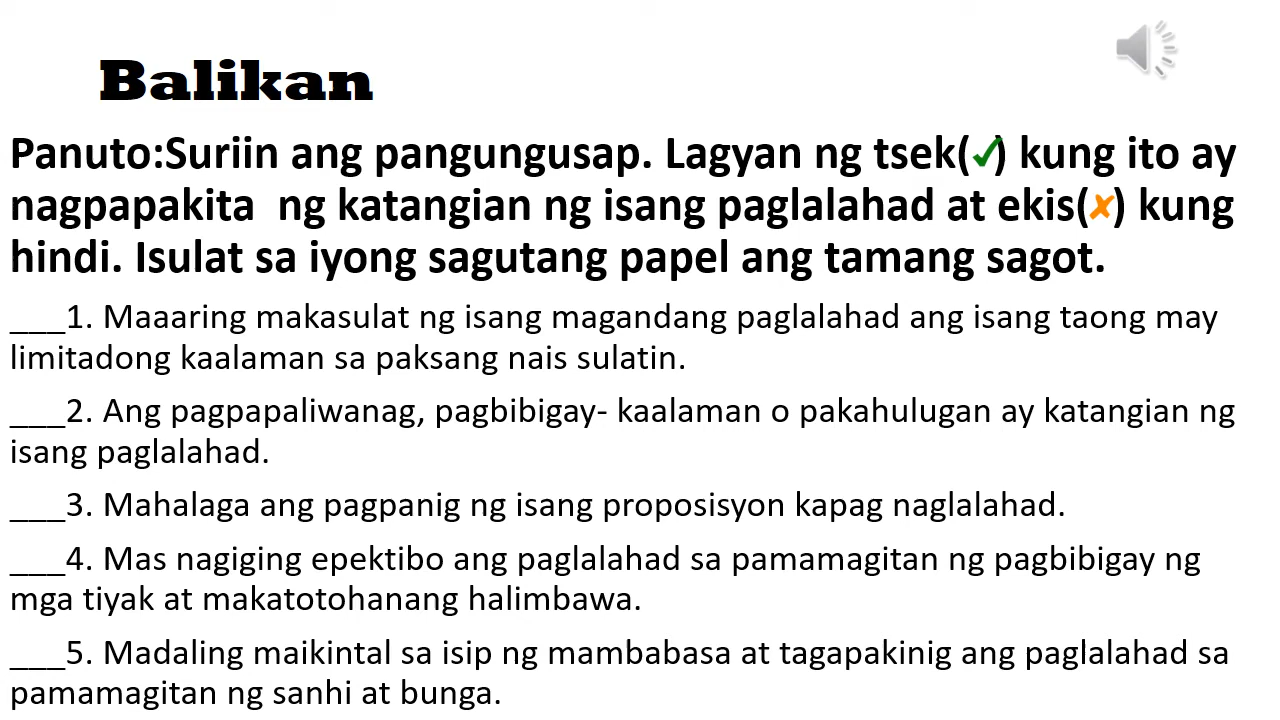 Balikan
Panuto:Suriin ang pangungusap. Lagyan ng tsek(✓) kung ito ay
nagpapakita ng katangian ng isang paglalahad at ekis(✘) kung
hindi. Isulat sa iyong sagutang papel ang tamang sagot.
___1. Maaaring makasulat ng isang magandang paglalahad ang isang taong may
limitadong kaalaman sa paksang nais sulatin.
___2. Ang pagpapaliwanag, pagbibigay- kaalaman o pakahulugan ay katangian ng
isang paglalahad.
___3. Mahalaga ang pagpanig ng isang proposisyon kapag naglalahad.
___4. Mas nagiging epektibo ang paglalahad sa pamamagitan ng pagbibigay ng
mga tiyak at makatotohanang halimbawa.
___5. Madaling maikintal sa isip ng mambabasa at tagapakinig ang paglalahad sa
pamamagitan ng sanhi at bunga.